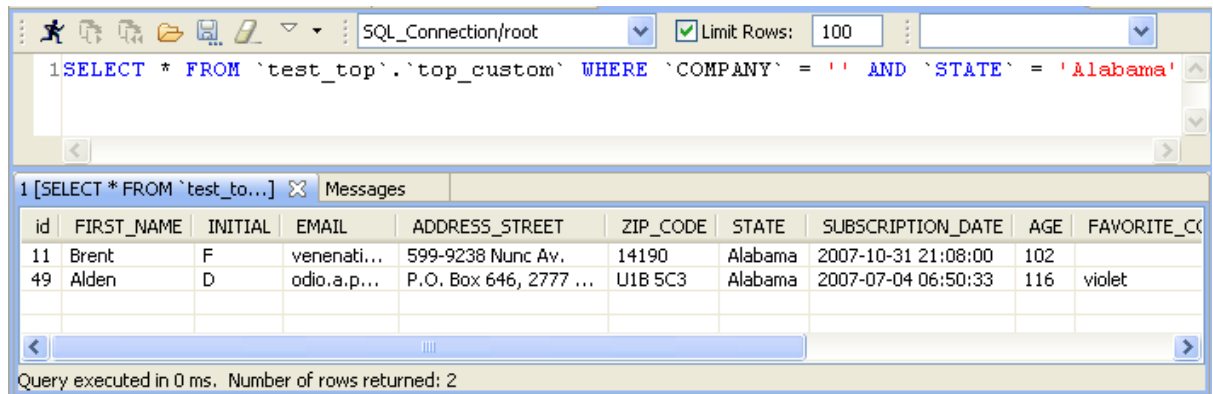 SQL_Connection/root Limit Rows: 100
1SELECT * FROM `test_top`.`top_custom` WHERE `COMPANY` = '' AND `STATE` = 'Alabama'
1 [SELECT * FROM `test_to...] Messages
id FIRST_NAME INITIAL EMAIL ADDRESS_STREET ZIP_CODE STATE SUBSCRIPTION_DATE AGE FAVORITE_CO
11 Brent F venenati... 599-9238 Nunc Av. 14190 Alabama 2007-10-31 21:08:00 102
49 Alden D odio.a.p... P.O. Box 646, 2777 ... U1B 5C3 Alabama 2007-07-04 06:50:33 116 violet
Query executed in 0 ms. Number of rows returned: 2